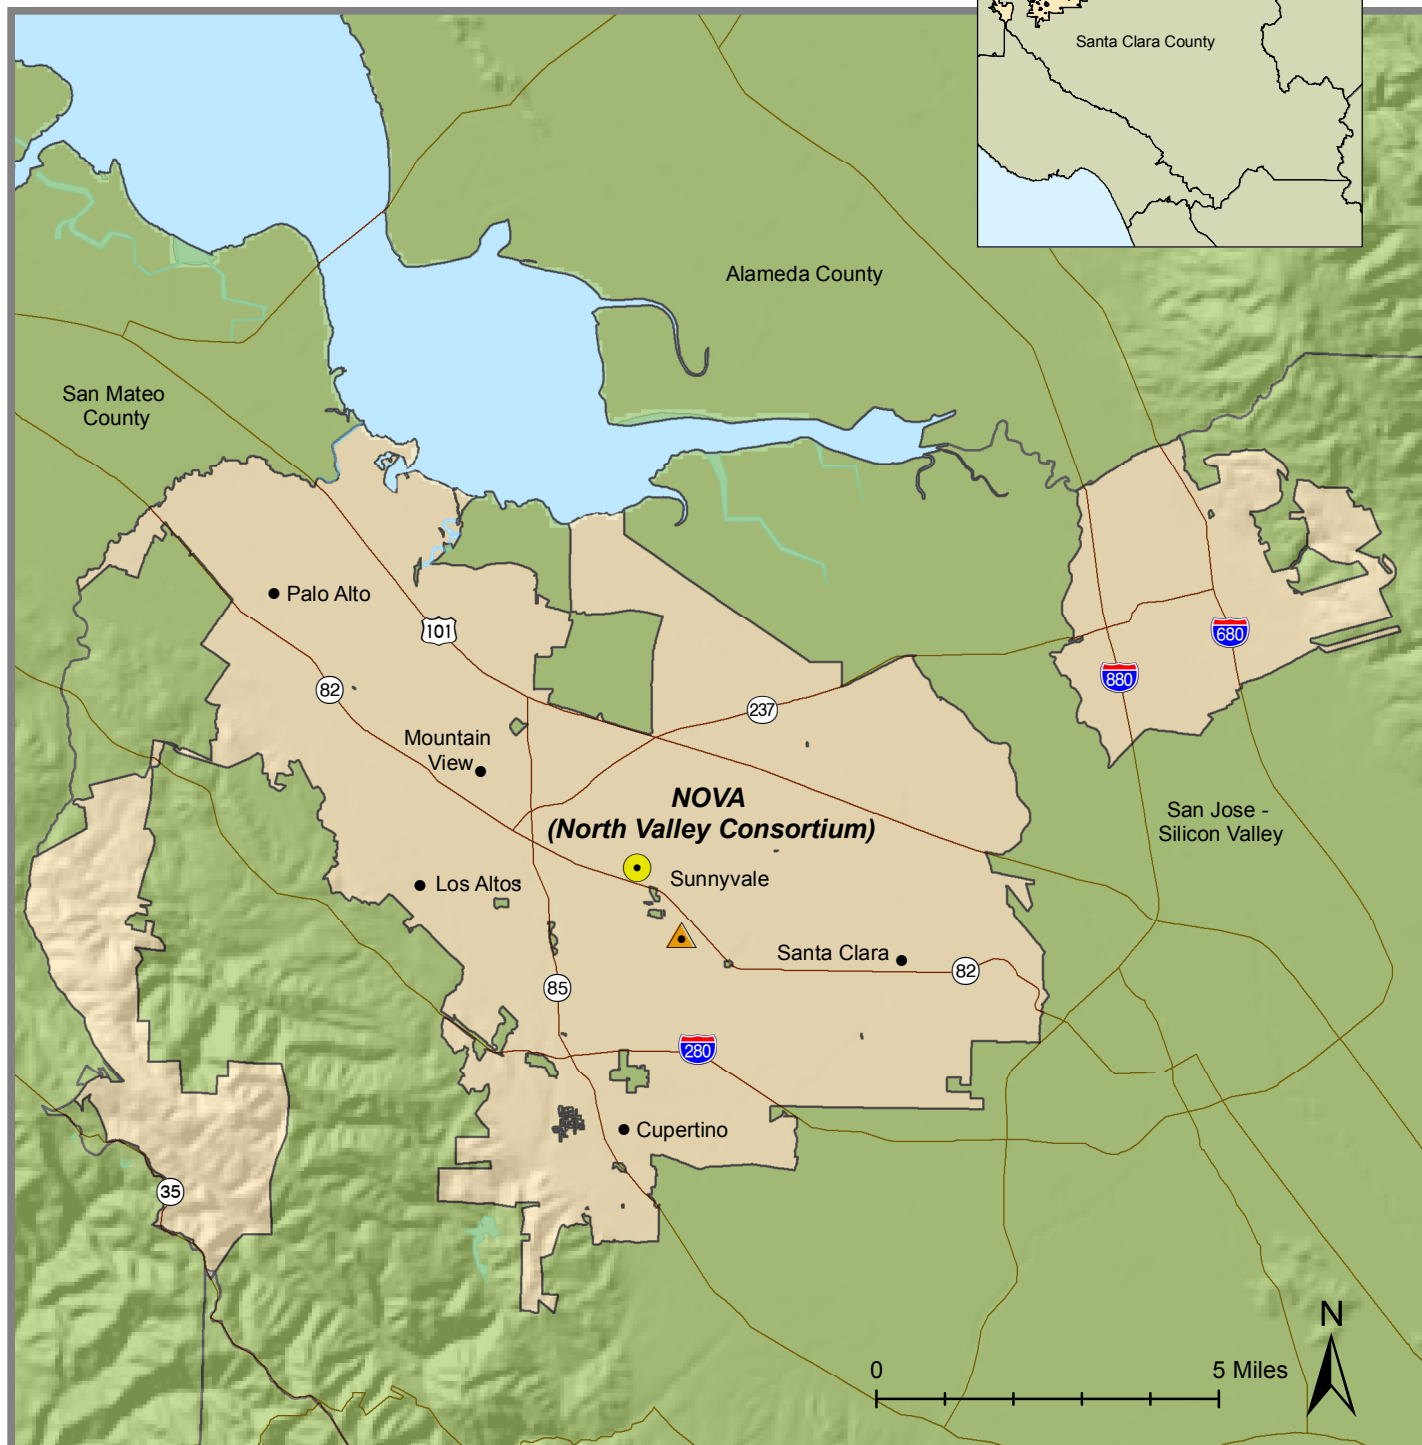 Santa Clara County
Alameda County
San Mateo
County
Palo Alto
101
680
880
82
237
Mountain
View
NOVA
(North Valley Consortium)
San Jose -
Silicon Valley
Sunnyvale
Los Altos
Santa Clara
82
85
280
Cupertino
35
N
0 5 Miles